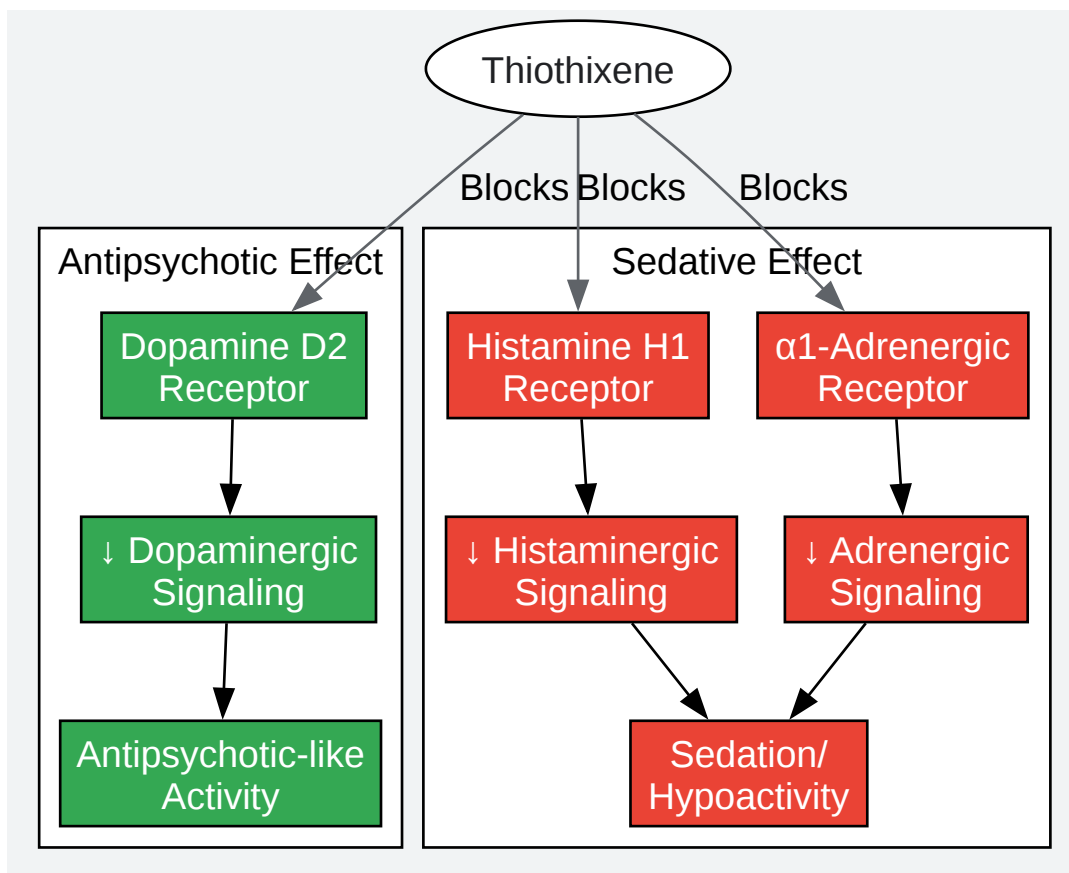 Thiothixene
Blocks
Blocks
Blocks
Antipsychotic Effect
Sedative Effect
Dopamine D2
Receptor
Histamine H1
Receptor
α1-Adrenergic
Receptor
↓ Dopaminergic
Signaling
↓ Histaminergic
Signaling
↓ Adrenergic
Signaling
Antipsychotic-like
Activity
Sedation/
Hypoactivity